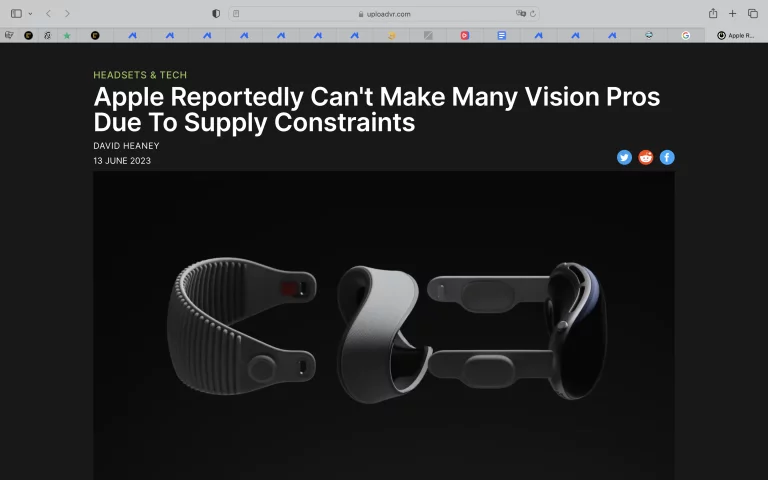 uploadvr.com
Apple R...
HEADSETS & TECH
Apple Reportedly Can't Make Many Vision Pros
Due To Supply Constraints
DAVID HEANEY
13 JUNE 2023